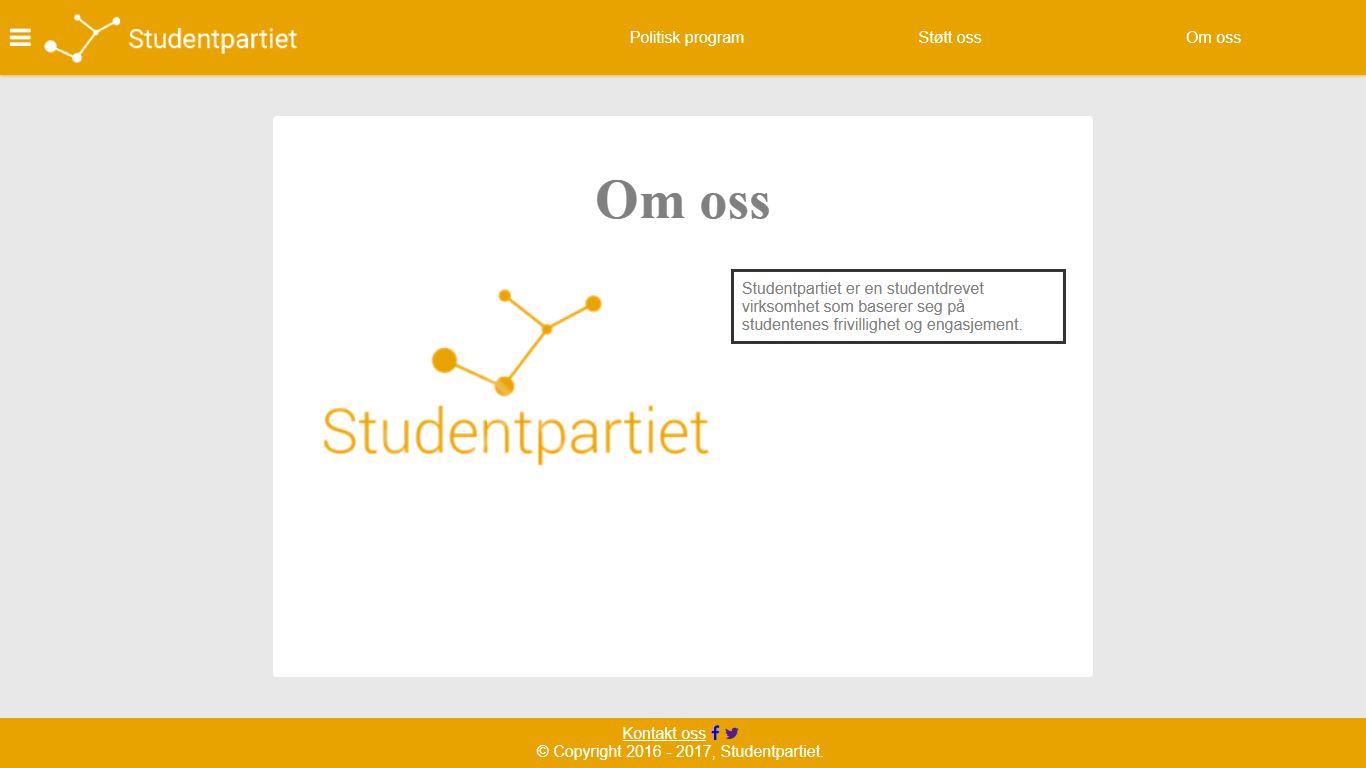 Studentpartiet
Politisk program
Støtt oss
Om oss
Om oss
Studentpartiet
Studentpartiet er en studentdrevet
virksomhet som baserer seg på
studentenes frivillighet og engasjement.
Kontakt oss
© Copyright 2016 - 2017, Studentpartiet.